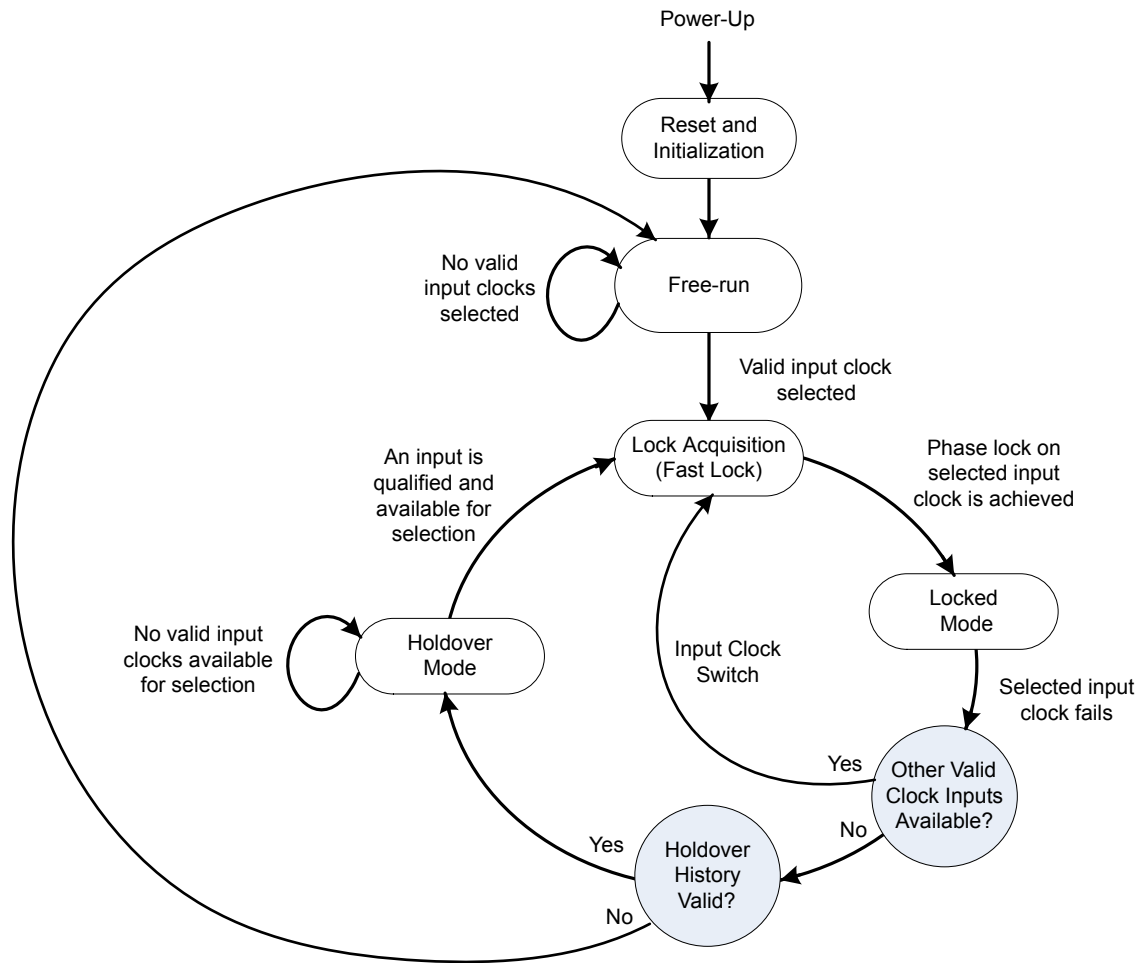 Power-Up
Reset and
Initialization
No valid
input clocks
selected
Free-run
Valid input clock
selected
Lock Acquisition
(Fast Lock)
An input is
qualified and
available for
selection
Phase lock on
selected input
clock is achieved
Locked
Mode
No valid input
clocks available
for selection
Holdover
Mode
Input Clock
Switch
Selected input
clock fails
Yes
Other Valid
Clock Inputs
Available?
No
Yes
Holdover
History
Valid?
No